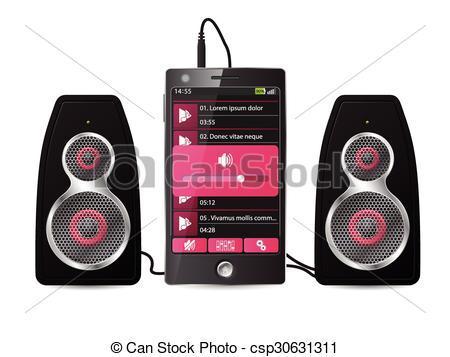 14:55
01. Lorem ipsum dolor
03:55
02. Donec vitae neque
05:12
05 . Vivamus mollis comm...
04:28
© Can Stock Photo - csp30631311